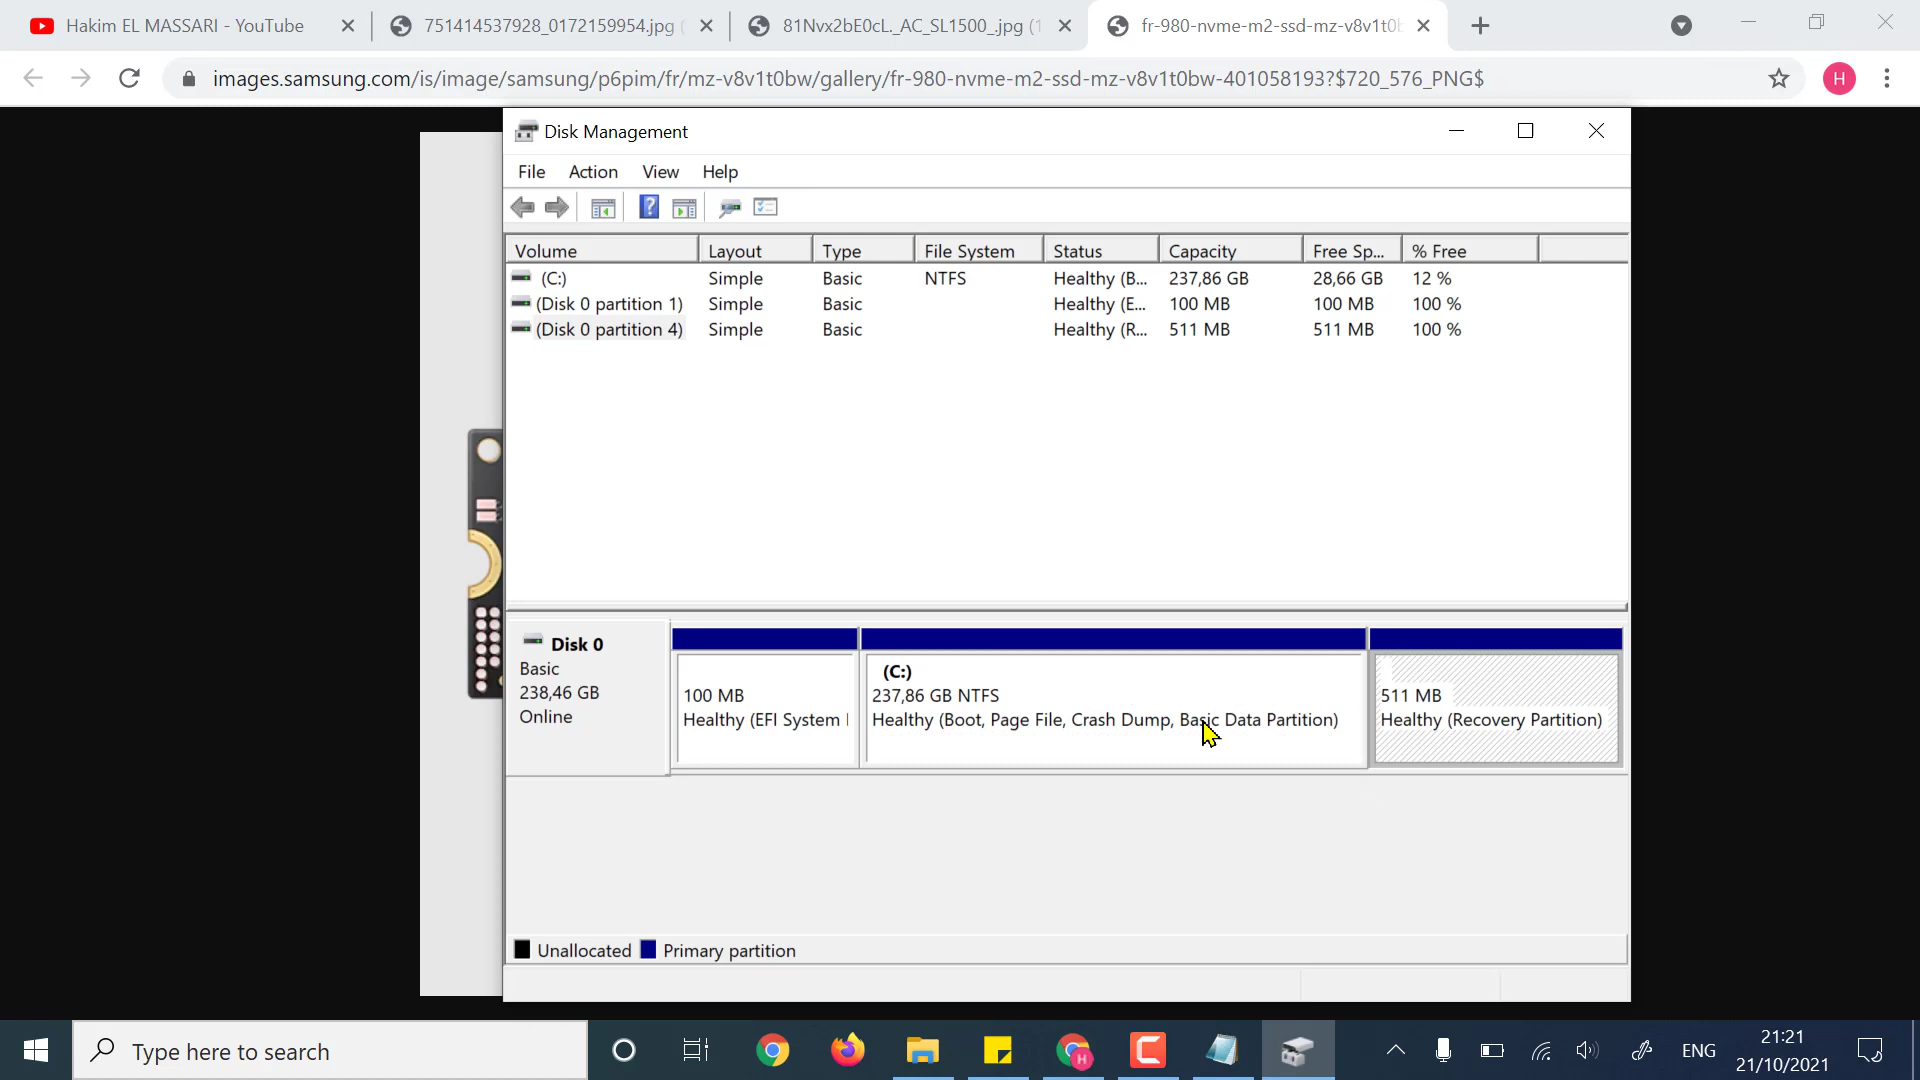 Hakim EL MASSARI - YouTube
751414537928_0172159954.jpg (
81Nvx2bE0cL._AC_SL1500_.jpg (1
fr-980-nvme-m2-ssd-mz-v8v1t0b
images.samsung.com/is/image/samsung/p6pim/fr/mz-v8v1t0bw/gallery/fr-980-nvme-m2-ssd-mz-v8v1t0bw-401058193?$720_576_PNG$
H
Disk Management
File Action View Help
Volume Layout Type File System Status Capacity Free Sp... % Free
(C:) Simple Basic NTFS Healthy (B... 237,86 GB 28,66 GB 12 %
(Disk 0 partition 1) Simple Basic Healthy (E... 100 MB 100 MB 100 %
(Disk 0 partition 4) Simple Basic Healthy (R... 511 MB 511 MB 100 %
Disk 0
Basic
238,46 GB
Online
100 MB
Healthy (EFI System
(C:)
237,86 GB NTFS
Healthy (Boot, Page File, Crash Dump, Basic Data Partition)
511 MB
Healthy (Recovery Partition)
Unallocated Primary partition
Type here to search
H
ENG
21:21
21/10/2021